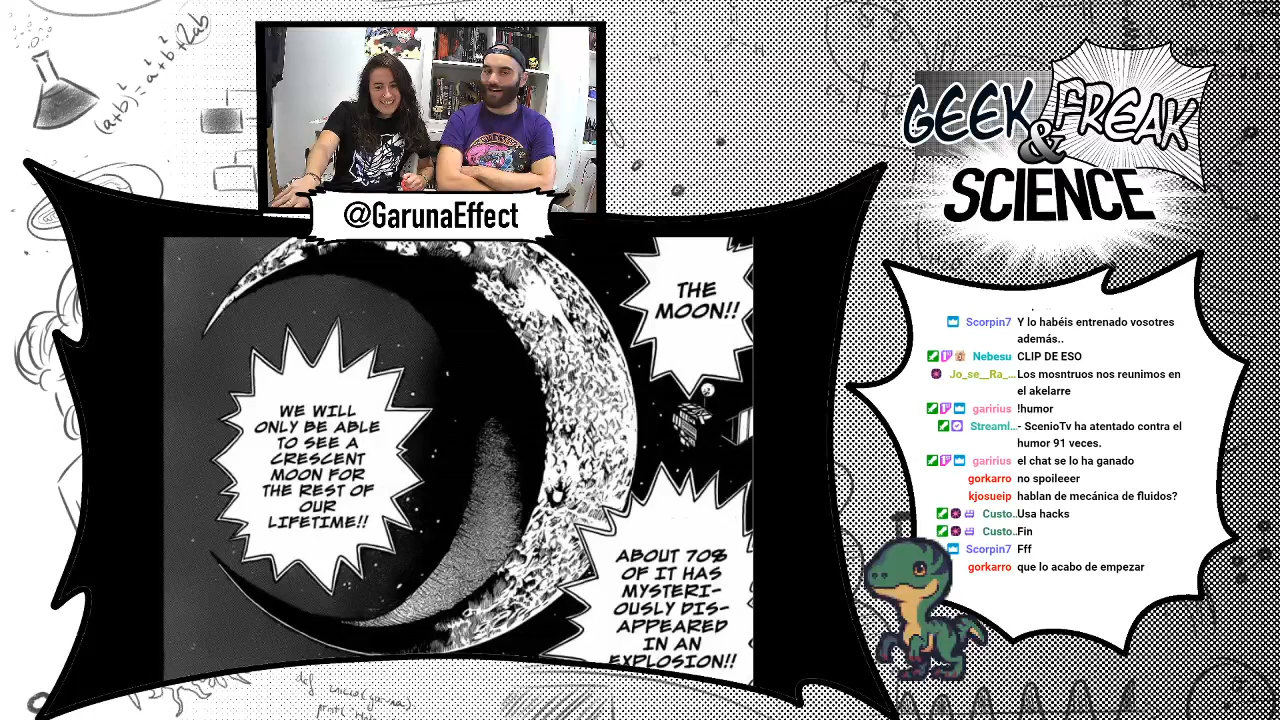 (a+b)²=a²+b²+2ab
GEEK
&
FREAK
SCIENCE
@GarunaEffect
THE
MOON!!
WE WILL
ONLY BE ABLE
TO SEE A
CRESCENT
MOON FOR
THE REST OF
OUR
LIFETIME!!
ABOUT 70%
OF IT HAS
MYSTERI-
OUSLY DIS-
APPEARED
IN AN
EXPLOSION!!
Scorpin7 Y lo habéis entrenado vosotres
además..
Nebesu CLIP DE ESO
Jo_se__Ra_... Los mosntruos nos reunimos en
el akelarre
garirius !humor
Streaml... - ScenioTv ha atentado contra el
humor 91 veces.
garirius el chat se lo ha ganado
gorkarro no spoileeer
kjosueip hablan de mecánica de fluidos?
Custo.. Usa hacks
Custo.. Fin
Scorpin7 Fff
gorkarro que lo acabo de empezar